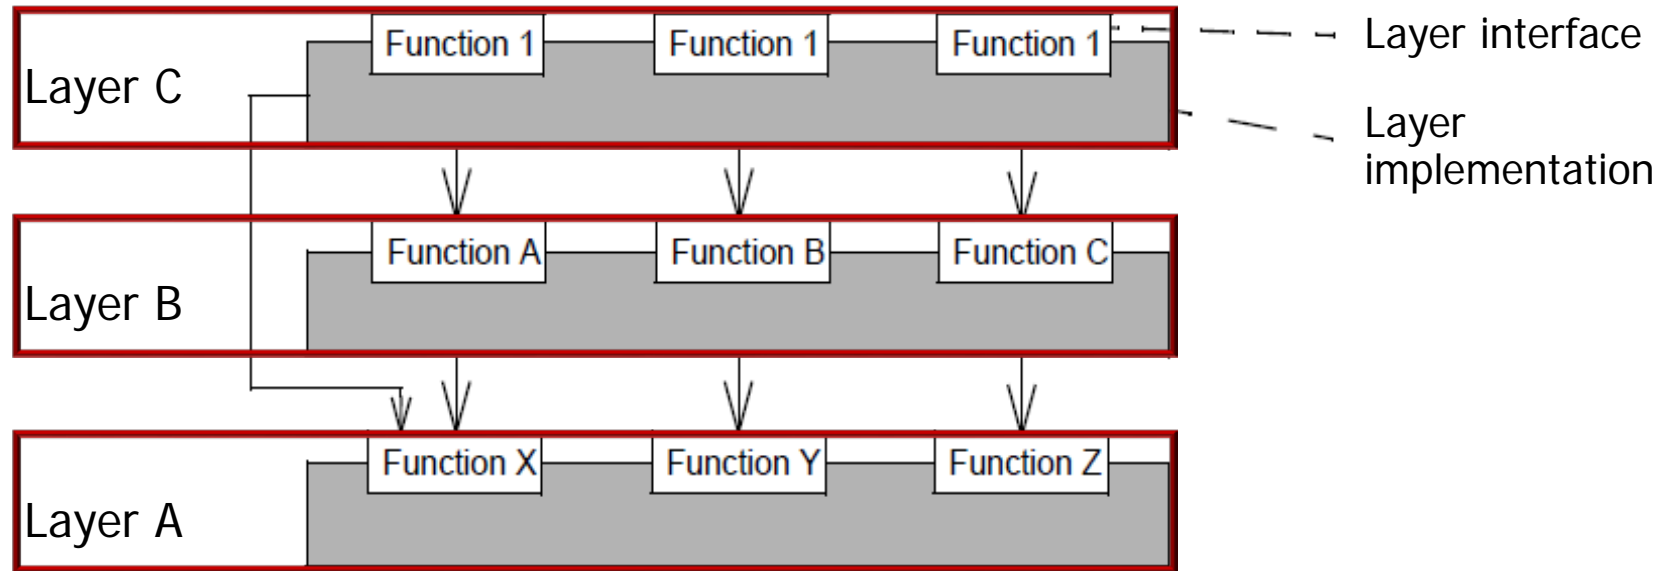 Function 1
Function 1
Function 1
Layer interface
Layer C
Layer
implementation
Function A
Function B
Function C
Layer B
Function X
Function Y
Function Z
Layer A